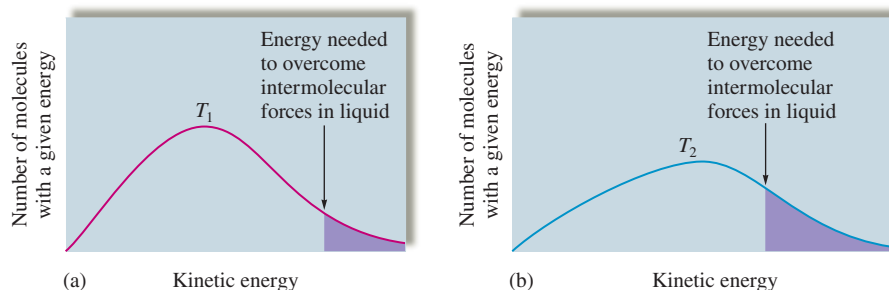 Number of molecules
with a given energy
Energy needed
to overcome
intermolecular
forces in liquid
T1
(a)
Kinetic energy
Number of molecules
with a given energy
Energy needed
to overcome
intermolecular
forces in liquid
T2
(b)
Kinetic energy